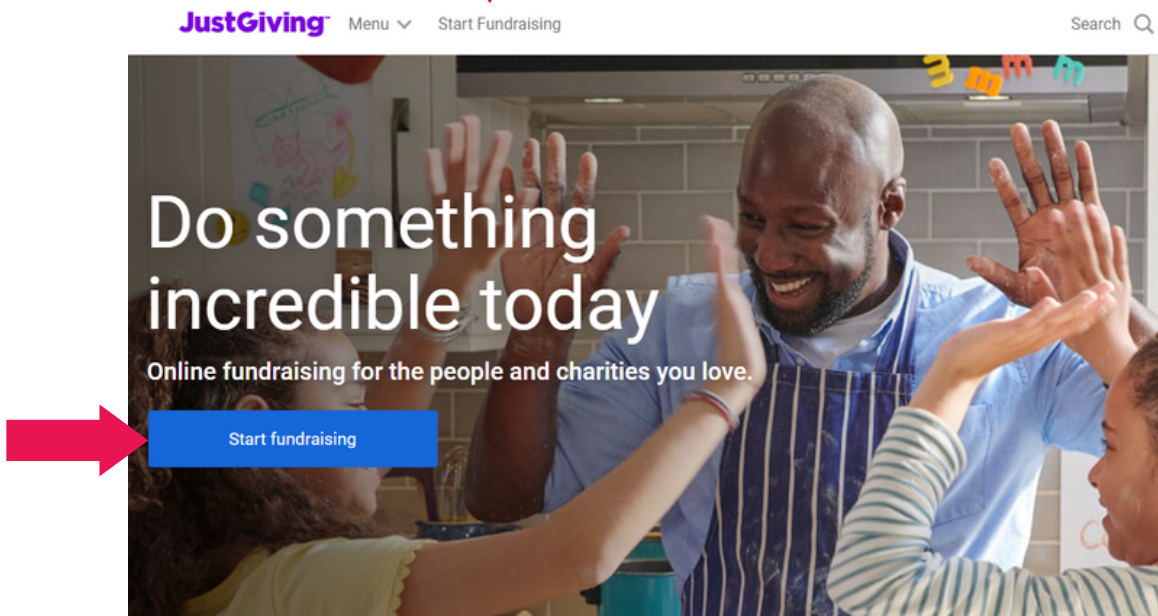 JustGiving™ Menu Start Fundraising Search
Do something
incredible today
Online fundraising for the people and charities you love.
Start fundraising